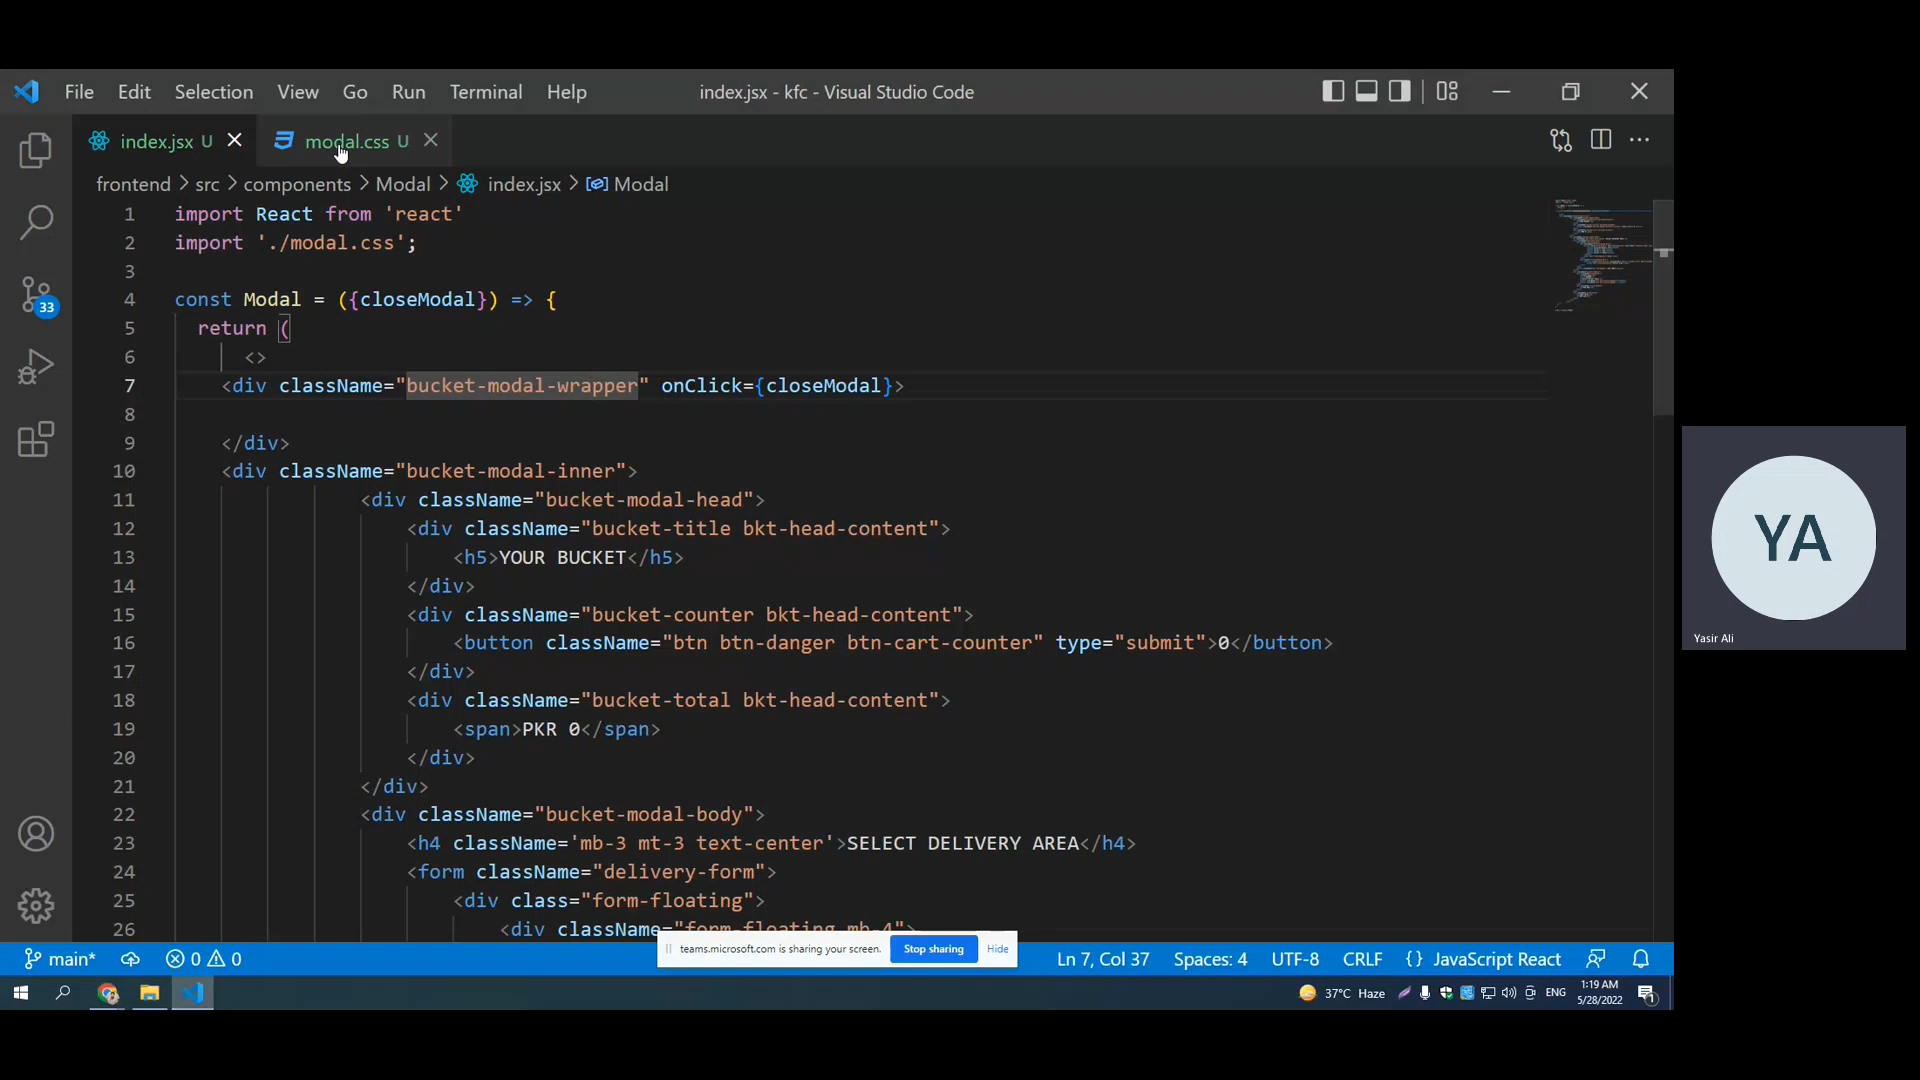 File Edit Selection View Go Run Terminal Help index.jsx - kfc - Visual Studio Code
index.jsx U modal.css U
frontend > src > components > Modal > index.jsx > Modal
1 import React from 'react'
2 import './modal.css';
3
4 const Modal = ({closeModal}) => {
5 return (
6 <>
7 <div className="bucket-modal-wrapper" onClick={closeModal}>
8
9 </div>
10 <div className="bucket-modal-inner">
11 <div className="bucket-modal-head">
12 <div className="bucket-title bkt-head-content">
13 <h5>YOUR BUCKET</h5>
14 </div>
15 <div className="bucket-counter bkt-head-content">
16 <button className="btn btn-danger btn-cart-counter" type="submit">0</button>
17 </div>
18 <div className="bucket-total bkt-head-content">
19 <span>PKR 0</span>
20 </div>
21 </div>
22 <div className="bucket-modal-body">
23 <h4 className='mb-3 mt-3 text-center'>SELECT DELIVERY AREA</h4>
24 <form className="delivery-form">
25 <div class="form-floating">
26 <div className="form-floating mb-4">
33
YA
Yasir Ali
teams.microsoft.com is sharing your screen. Stop sharing Hide
main* 0 0 Ln 7, Col 37 Spaces: 4 UTF-8 CRLF {} JavaScript React
37°C Haze ENG 1:19 AM
5/28/2022
1